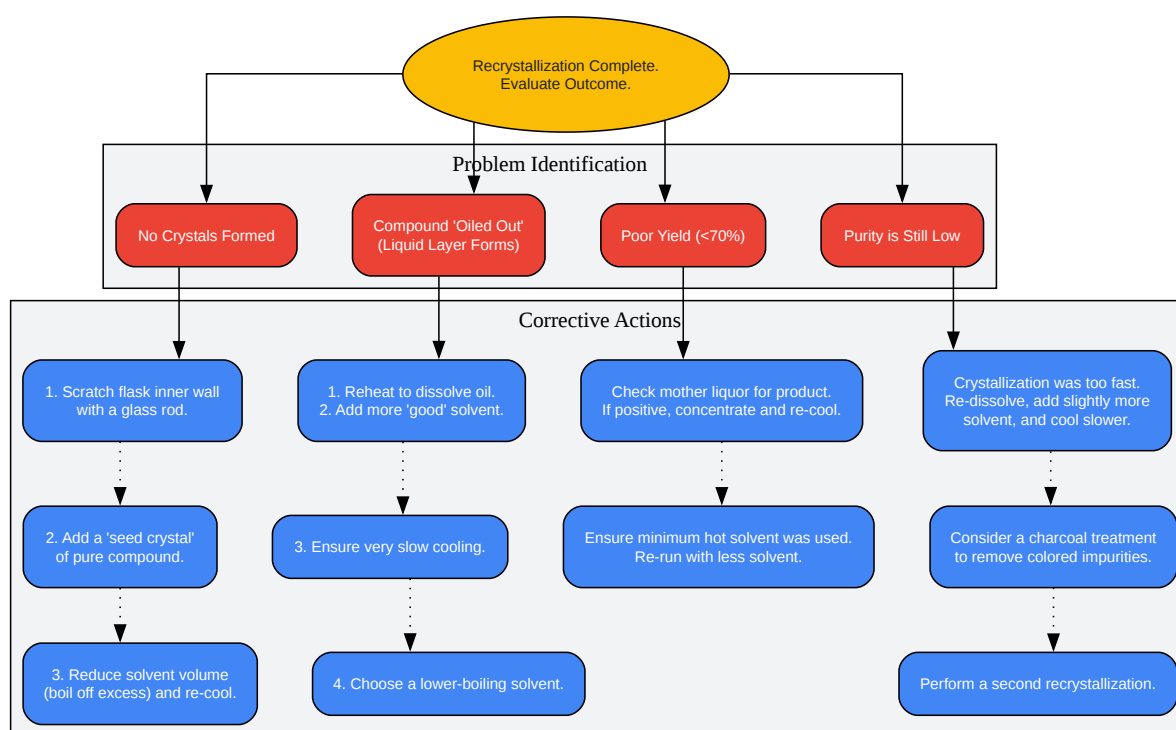 Recrystallization Complete.
Evaluate Outcome.
Problem Identification
No Crystals Formed
Compound 'Oiled Out'
(Liquid Layer Forms)
Poor Yield (<70%)
Purity is Still Low
Corrective Actions
1. Scratch flask inner wall
with a glass rod.
1. Reheat to dissolve oil.
2. Add more 'good' solvent.
Check mother liquor for product.
If positive, concentrate and re-cool.
Crystallization was too fast.
Re-dissolve, add slightly more
solvent, and cool slower.
2. Add a 'seed crystal'
of pure compound.
3. Ensure very slow cooling.
Ensure minimum hot solvent was used.
Re-run with less solvent.
Consider a charcoal treatment
to remove colored impurities.
3. Reduce solvent volume
(boil off excess) and re-cool.
4. Choose a lower-boiling solvent.
Perform a second recrystallization.